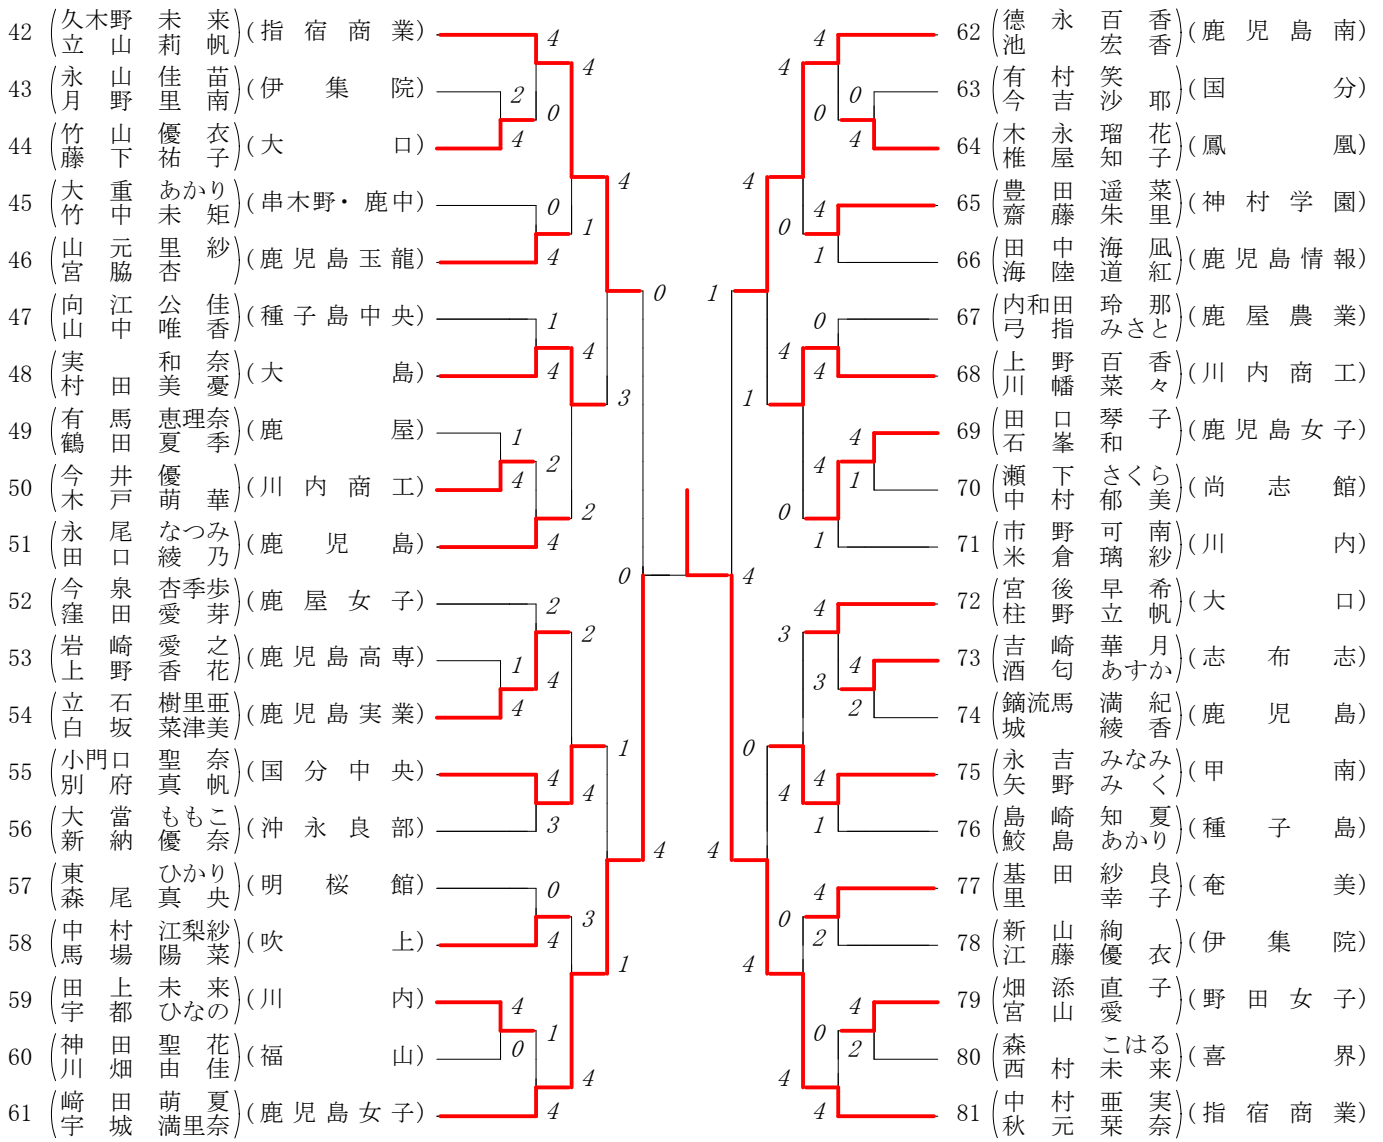 42 久木野 未来 立山 莉帆 (指宿商業)
43 永山 佳苗 月野 里南 (伊集院)
44 竹山 優衣 藤下 祐子 (大口)
45 大重 あかり 竹中 未矩 (串木野・鹿中)
46 山元 里紗 宮脇 杏 (鹿児島玉龍)
47 向江 公佳 山中 唯香 (種子島中央)
48 実 和奈 村田 美憂 (大島)
49 有馬 恵理奈 鶴田 夏季 (鹿屋)
50 今井 優 木戸 萌華 (川内商工)
51 永尾 なつみ 田口 綾乃 (鹿児島)
52 今泉 杏季歩 窪田 愛芽 (鹿屋女子)
53 岩崎 愛之 上野 香花 (鹿児島高専)
54 立石 樹里亜 白坂 菜津美 (鹿児島実業)
55 小門口 聖奈 別府 真帆 (国分中央)
56 大當 ももこ 新納 優奈 (沖永良部)
57 東 ひかり 森尾 真央 (明桜館)
58 中村 江梨紗 馬場 陽菜 (吹上)
59 田上 未来 宇都 ひなの (川内)
60 神田 聖花 川畑 由佳 (福山)
61 﨑田 萌夏 宇城 満里奈 (鹿児島女子)
4
2
4
0
4
1
4
1
4
4
2
4
2
1
4
4
3
0
4
4
0
4
4
0
1
4
2
2
4
3
1
4
4
3
1
1
0
4
0
62 德永 百香 池 宏香 (鹿児島南)
63 有村 笑 今吉 沙耶 (国分)
64 木永 瑠花 椎屋 知子 (鳳凰)
65 豊田 遥菜 齋藤 朱里 (神村学園)
66 田中 海凪 海陸 道紅 (鹿児島情報)
67 内和田 玲那 弓指 みさと (鹿屋農業)
68 上野 百香 川幡 菜々 (川内商工)
69 田口 琴子 石峯 和 (鹿児島女子)
70 瀬下 さくら 中村 郁美 (尚志館)
71 市野 可南 米倉 璃紗 (川内)
72 宮後 早希 柱野 立帆 (大口)
73 吉崎 華月 酒匂 あすか (志布志)
74 鏑流馬 満紀 城 綾香 (鹿児島)
75 永吉 みなみ 矢野 みく (甲南)
76 島崎 知夏 鮫島 あかり (種子島)
77 基田 紗良 里 幸子 (奄美)
78 新山 絢 江藤 優衣 (伊集院)
79 畑添 直子 宮山 愛 (野田女子)
80 森 こはる 西村 未来 (喜界)
81 中村 亜実 秋元 栞奈 (指宿商業)
4
0
0
4
4
1
0
4
4
1
4
1
4
4
2
3
4
1
4
2
4
2
0
4
4
0
4
0
3
0
0
4
4
1
0
4
1
4
4